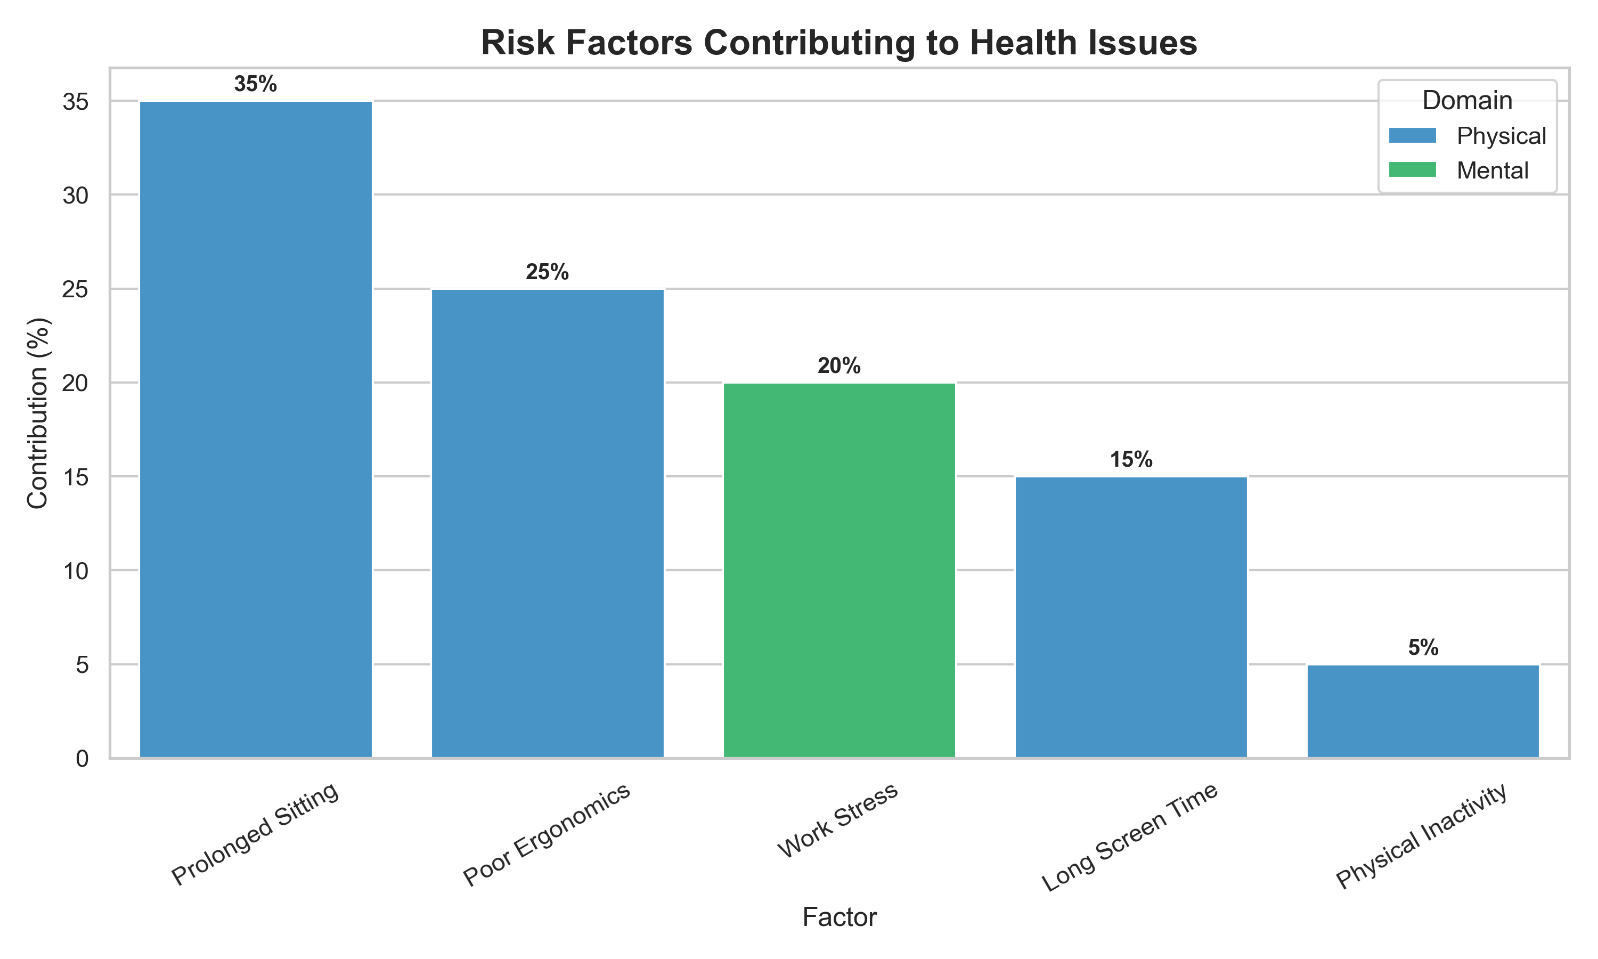 Risk Factors Contributing to Health Issues
Domain
Physical
Mental
35%
25%
20%
15%
5%
Contribution (%)
35
30
25
20
15
10
5
0
Prolonged Sitting
Poor Ergonomics
Work Stress
Long Screen Time
Physical Inactivity
Factor